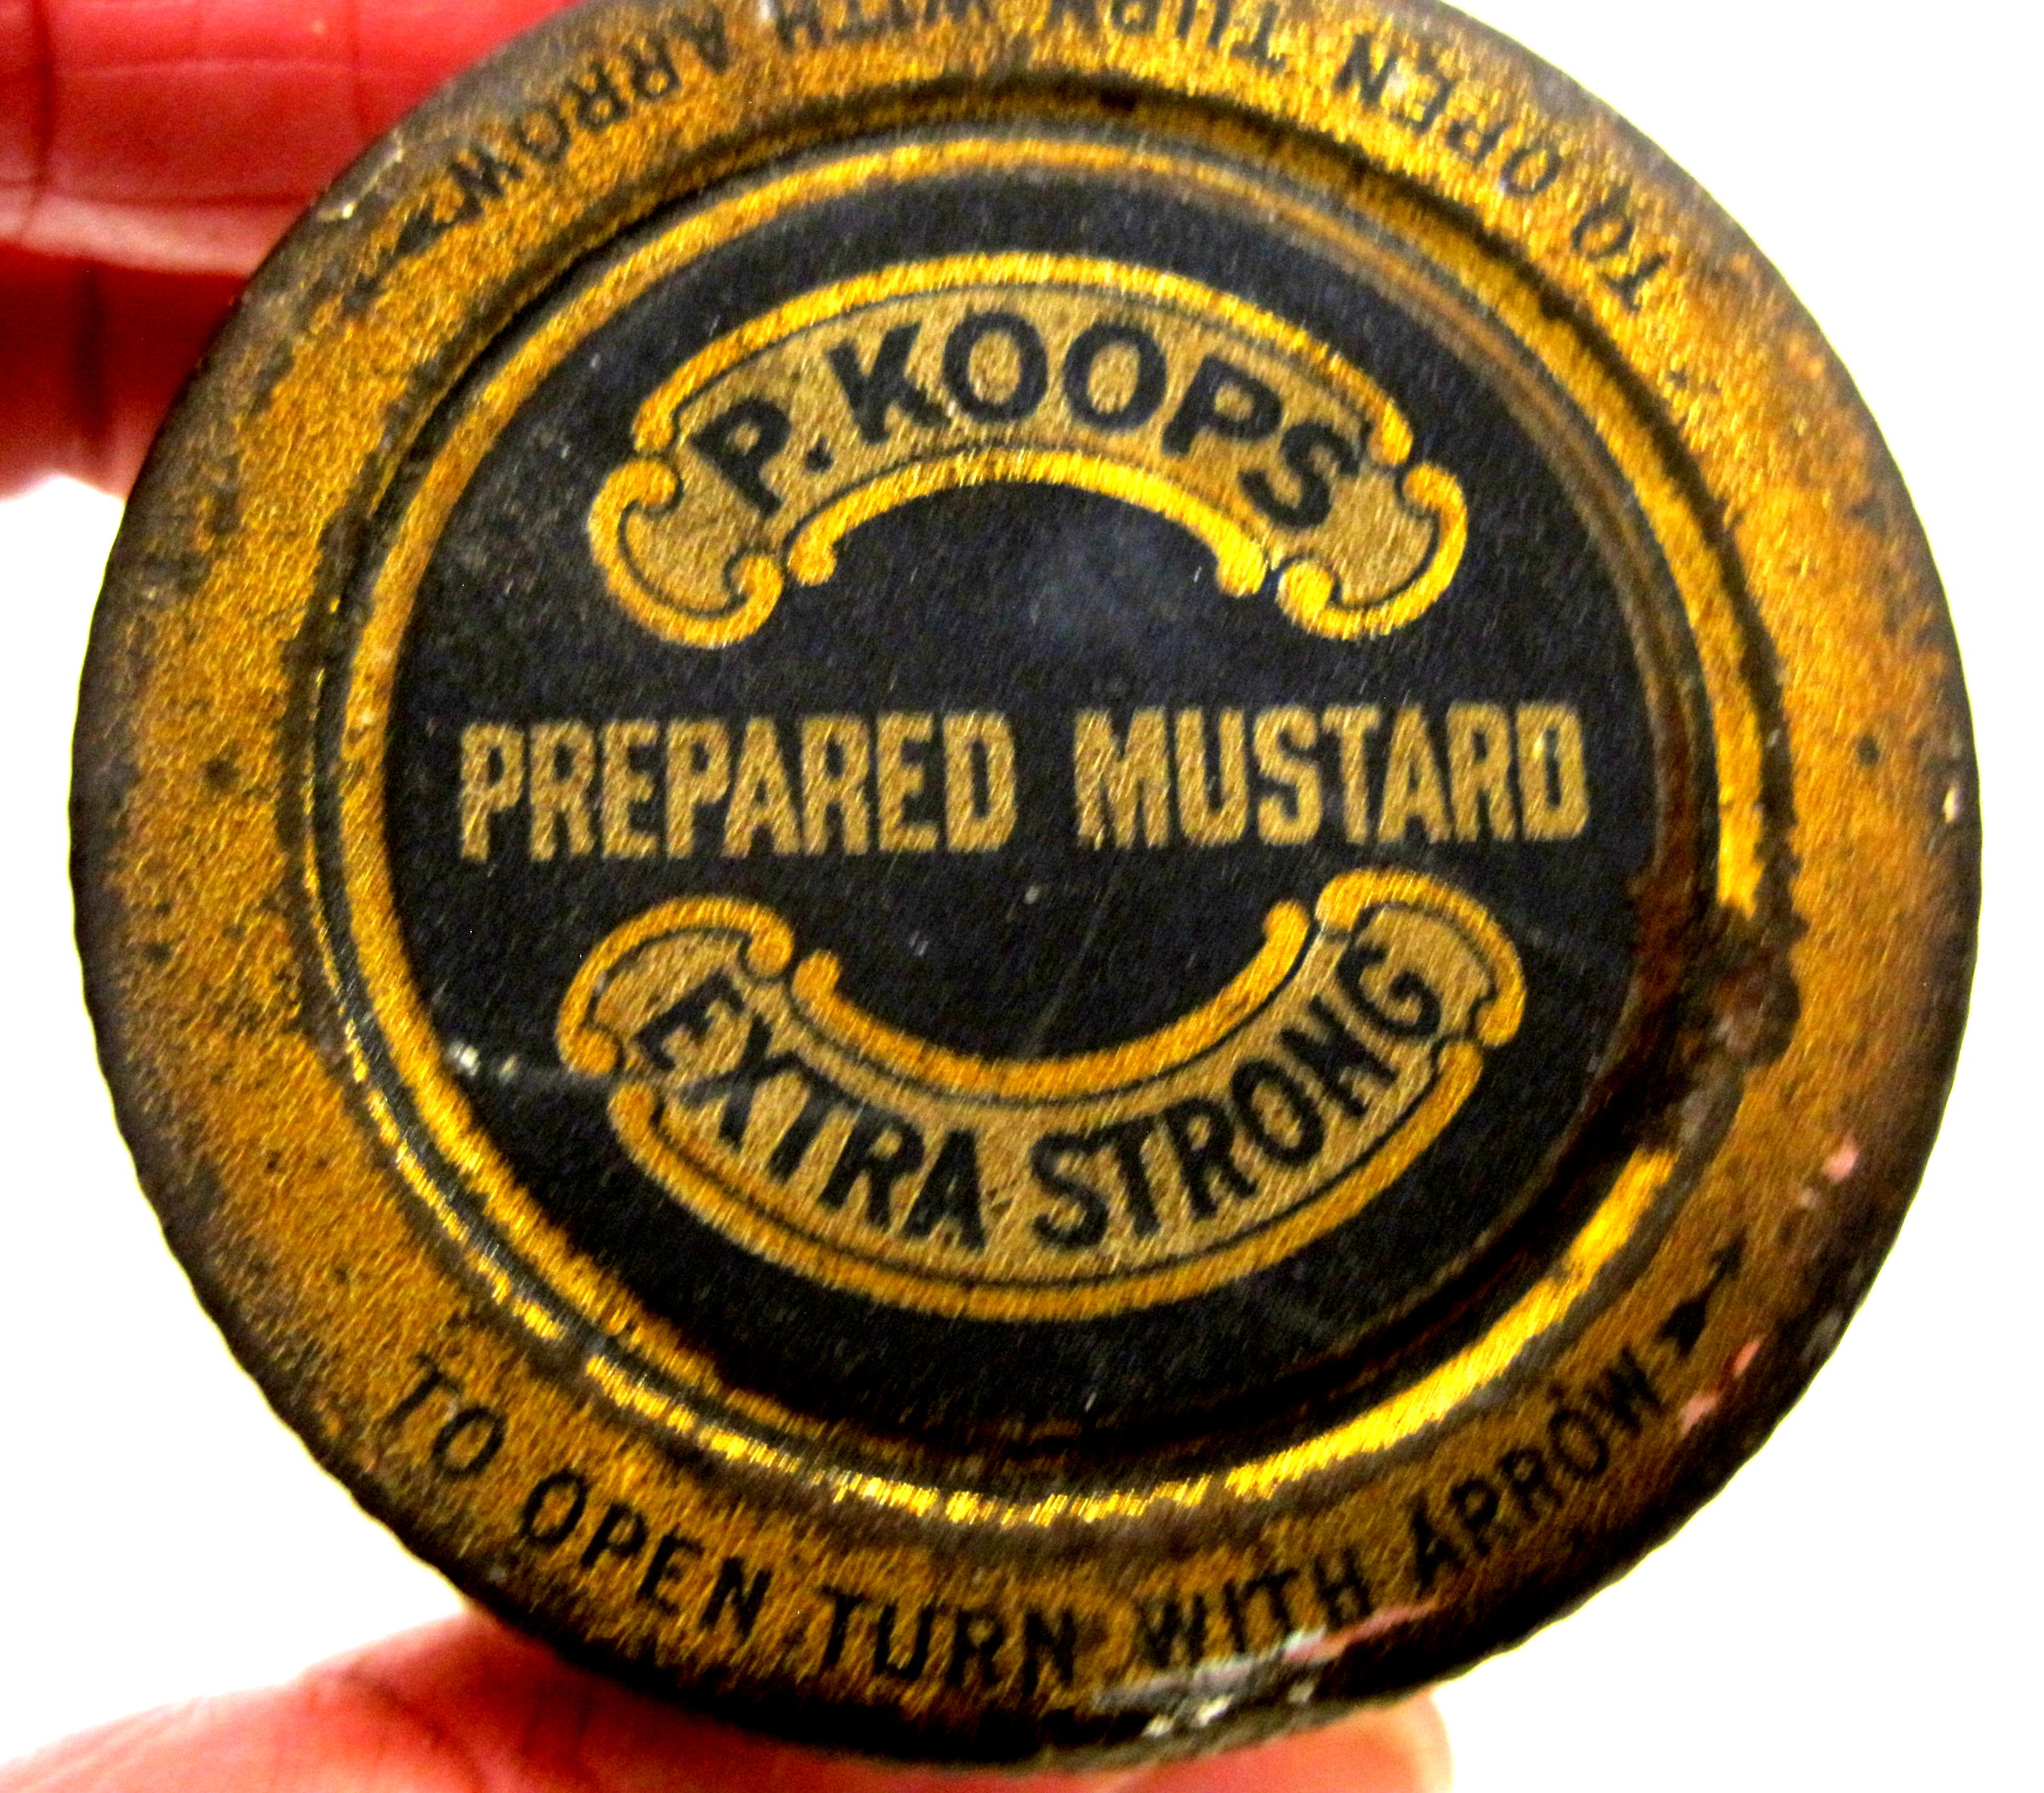 P. KOOPS
PREPARED MUSTARD
EXTRA STRONG
TO OPEN TURN WITH ARROW
TO OPEN TURN WITH ARROW